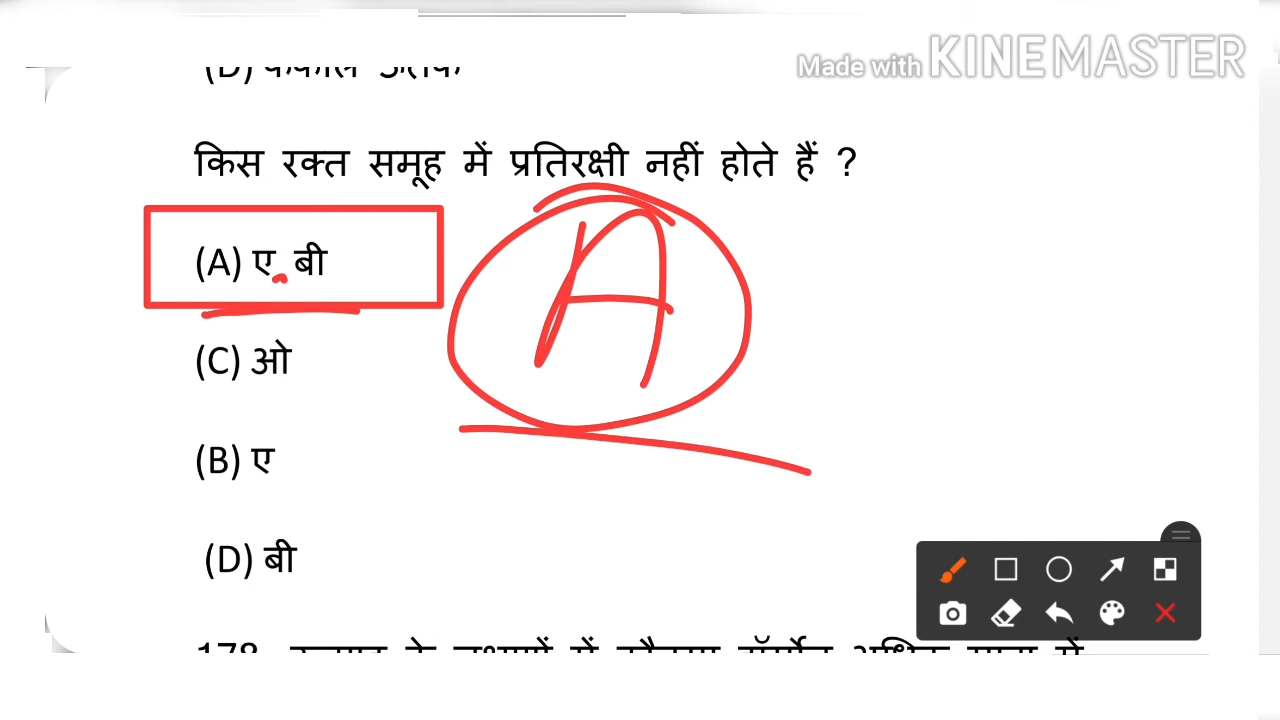 Made with KINEMASTER
किस रक्त समूह में प्रतिरक्षी नहीं होते हैं ?
(A) ए बी
A
(C) ओ
(B) ए
(D) बी